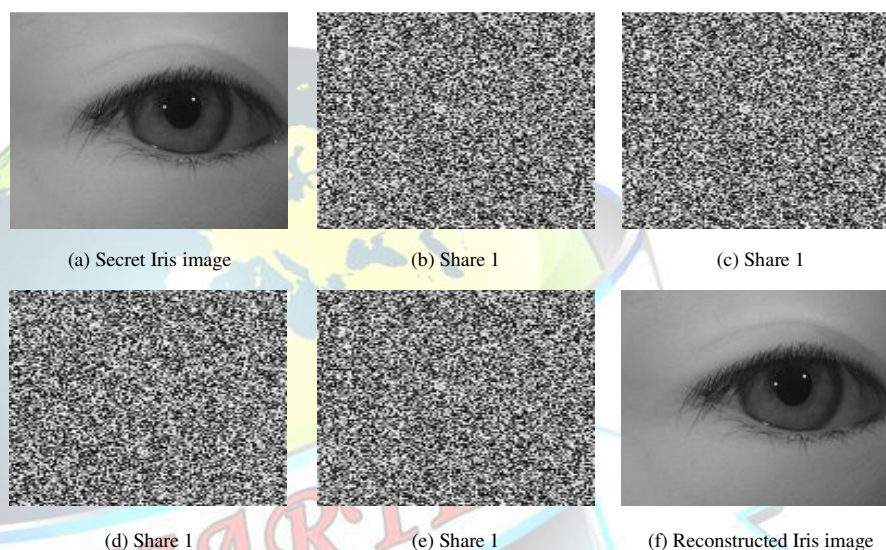 (a) Secret Iris image
(b) Share 1
(c) Share 1
(d) Share 1
(e) Share 1
(f) Reconstructed Iris image